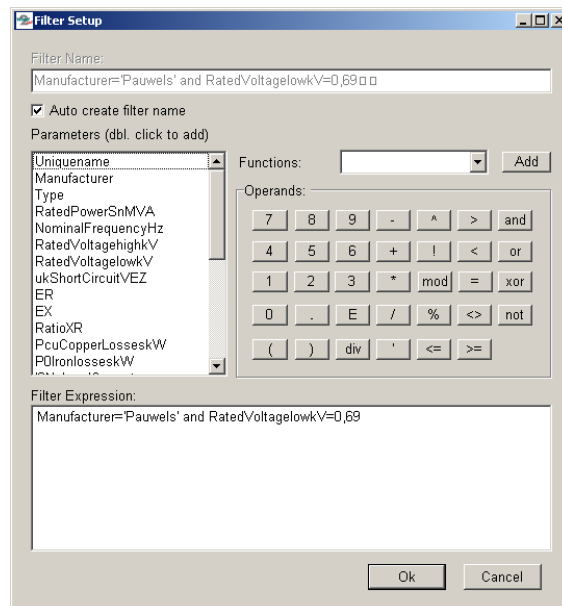 Filter Setup
Filter Name:
Manufacturer='Pauwels' and RatedVoltagelowkV=0,69▯▯
Auto create filter name
Parameters (dbl. click to add)
Uniquename
Manufacturer
Type
RatedPowerSnMVA
NominalFrequencyHz
RatedVoltagehighkV
RatedVoltagelowkV
ukShortCircuitVEZ
ER
EX
RatioXR
PcuCopperLosseskW
P0IronlosseskW
Functions:
Add
Operands:
7 8 9 - ^ > and
4 5 6 + ! < or
1 2 3 * mod = xor
0 . E / % <> not
( ) div ' <= >=
Filter Expression:
Manufacturer='Pauwels' and RatedVoltagelowkV=0,69
Ok
Cancel